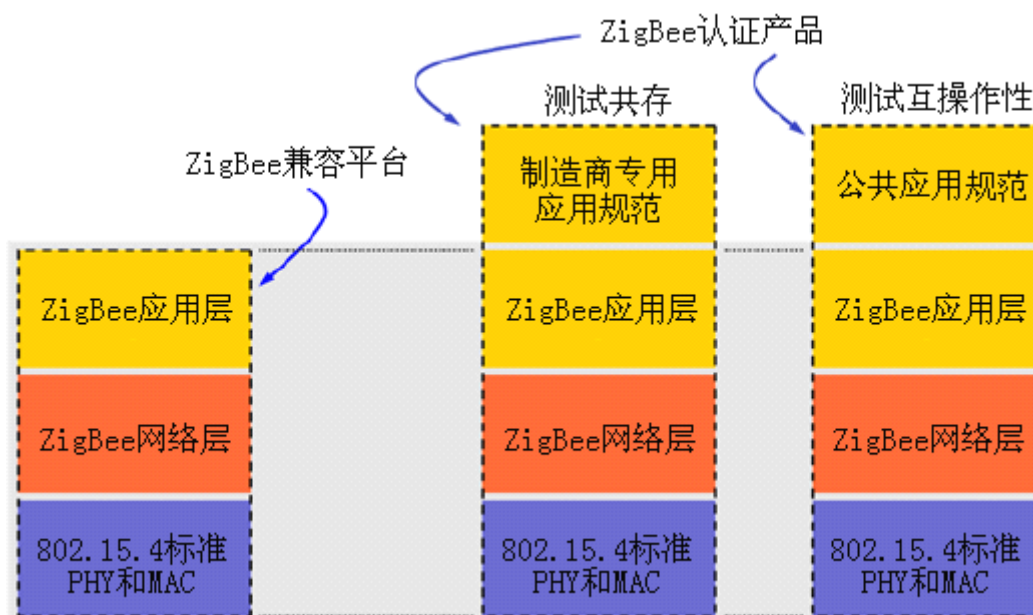 ZigBee认证产品
测试共存
测试互操作性
ZigBee兼容平台
制造商专用
应用规范
公共应用规范
ZigBee应用层
ZigBee应用层
ZigBee应用层
ZigBee网络层
ZigBee网络层
ZigBee网络层
802.15.4标准
PHY和MAC
802.15.4标准
PHY和MAC
802.15.4标准
PHY和MAC